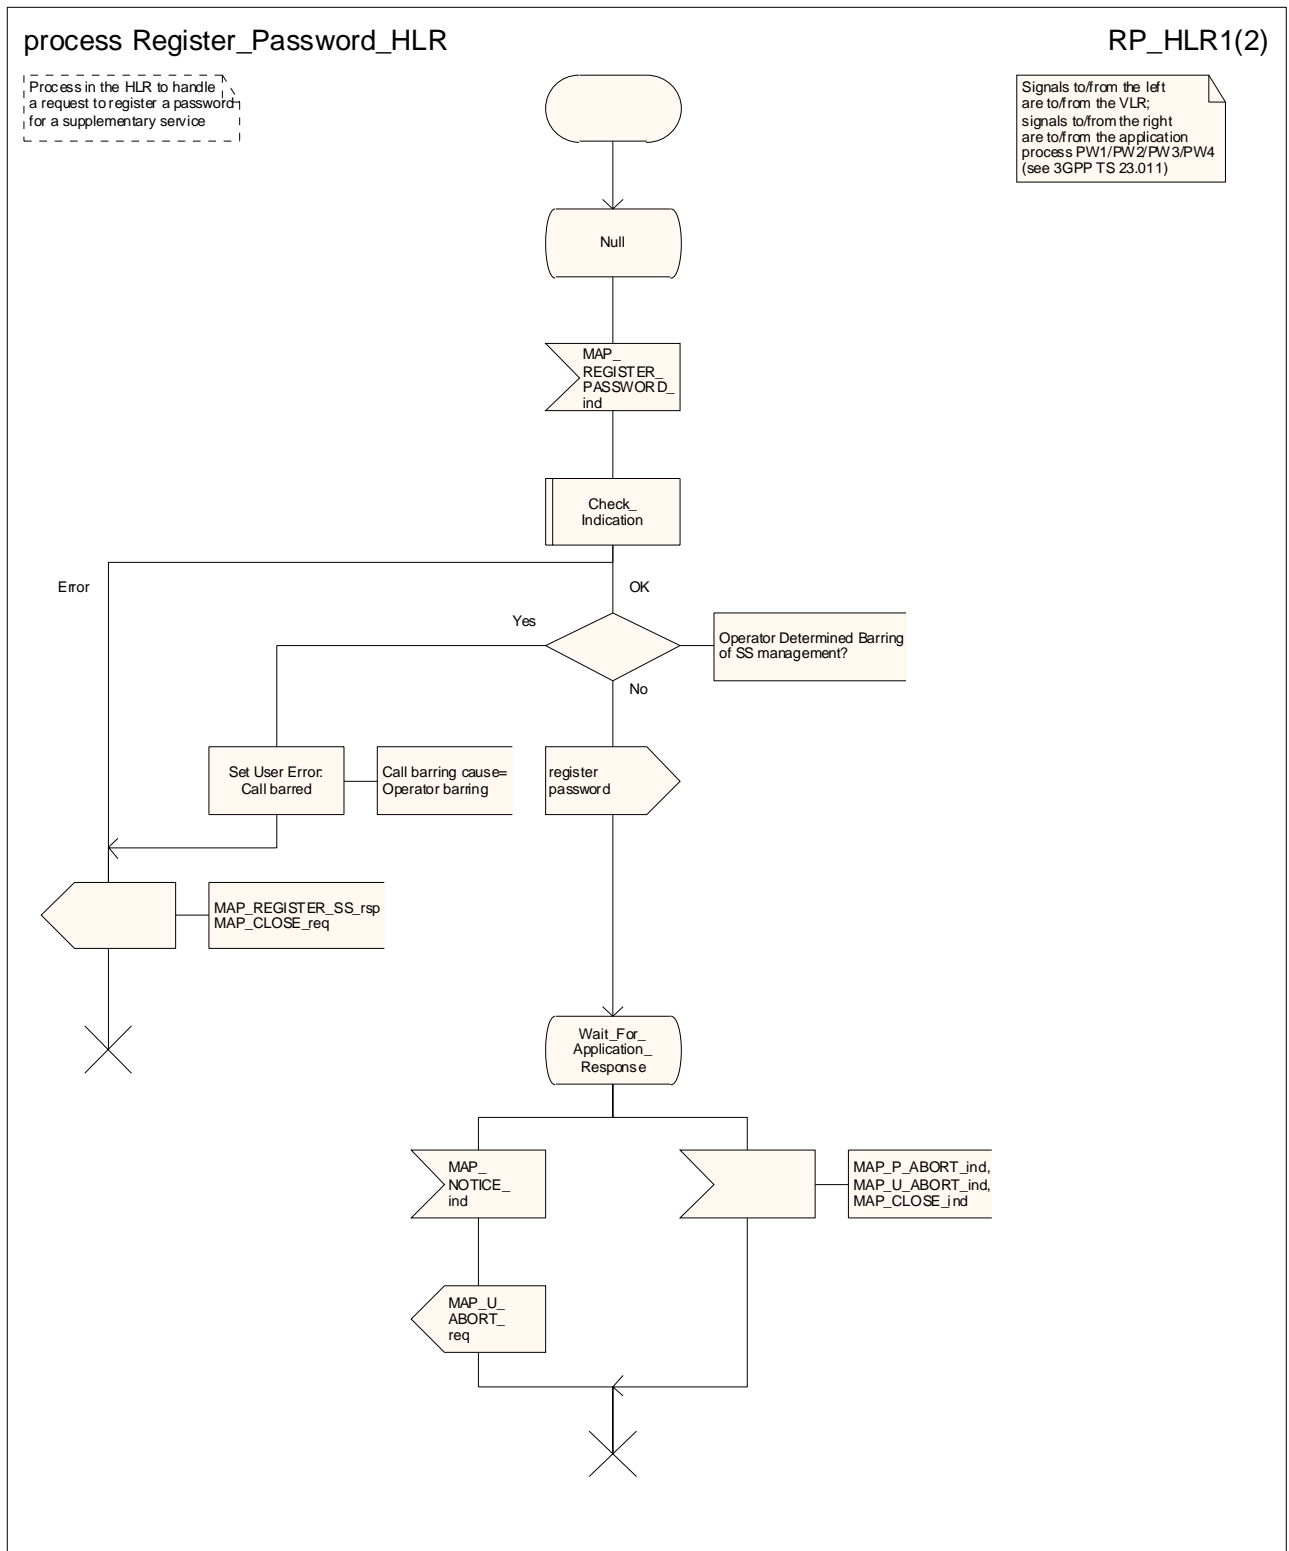 process Register_Password_HLR
RP_HLR1(2)
Process in the HLR to handle
a request to register a password
for a supplementary service
Signals to/from the left
are to/from the VLR;
signals to/from the right
are to/from the application
process PW1/PW2/PW3/PW4
(see 3GPP TS 23.011)
Null
MAP_
REGISTER_
PASSWORD_
ind
Check_
Indication
Error
OK
Yes
Operator Determined Barring
of SS management?
No
Set User Error:
Call barred
Call barring cause=
Operator barring
register
password
MAP_REGISTER_SS_rsp
MAP_CLOSE_req
Wait_For_
Application_
Response
MAP_
NOTICE_
ind
MAP_P_ABORT_ind,
MAP_U_ABORT_ind,
MAP_CLOSE_ind
MAP_U_
ABORT_
req